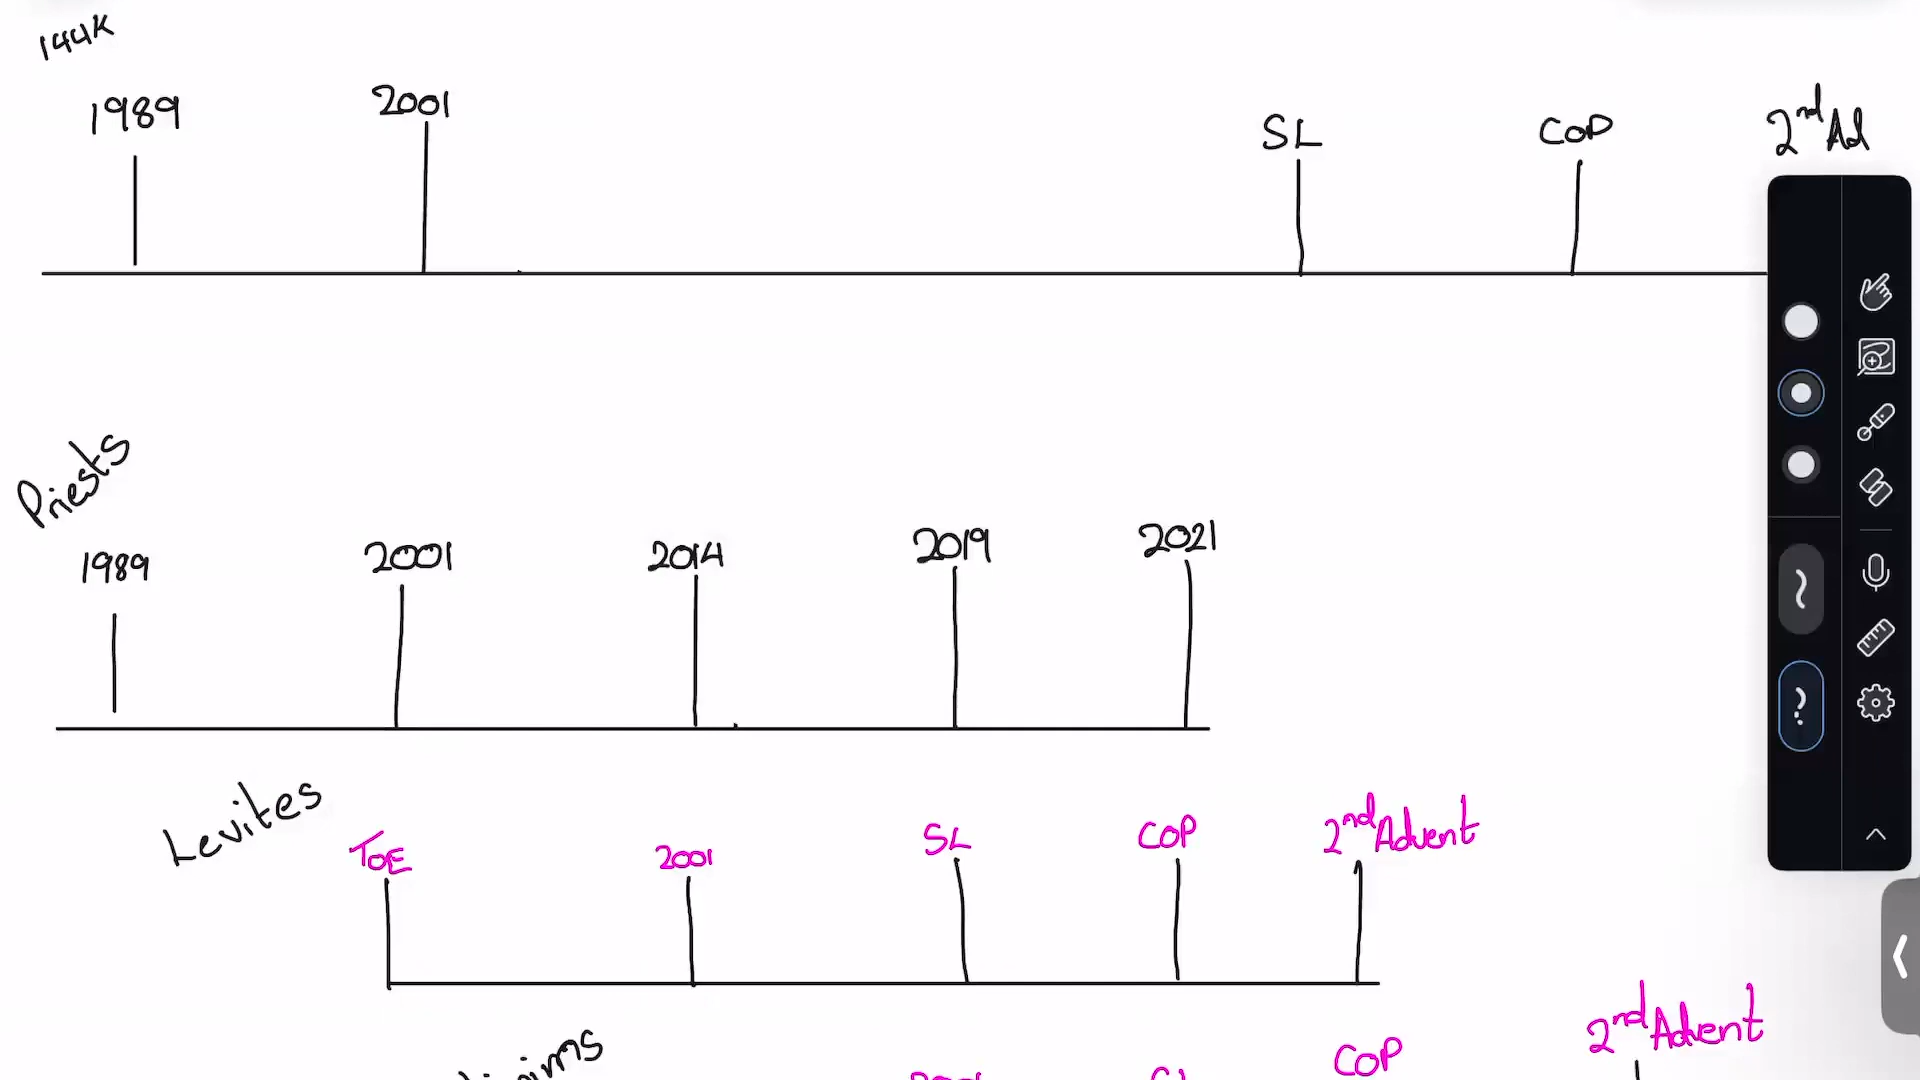 144K
1989 2001 SL COP 2nd Ad
Priests
1989 2001 2014 2019 2021
Levites
TOE 2001 SL COP 2nd Advent
COP 2nd Advent